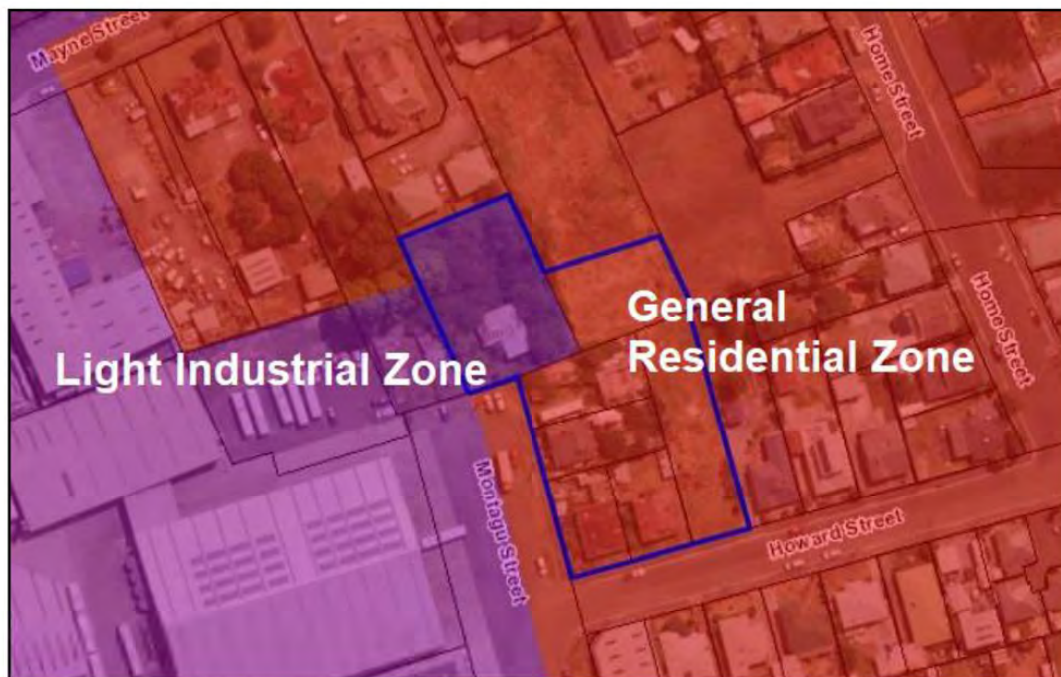 Mayne Street
Home Street
General
Residential Zone
Home Street
Light Industrial Zone
Montagu Street
Howard Street